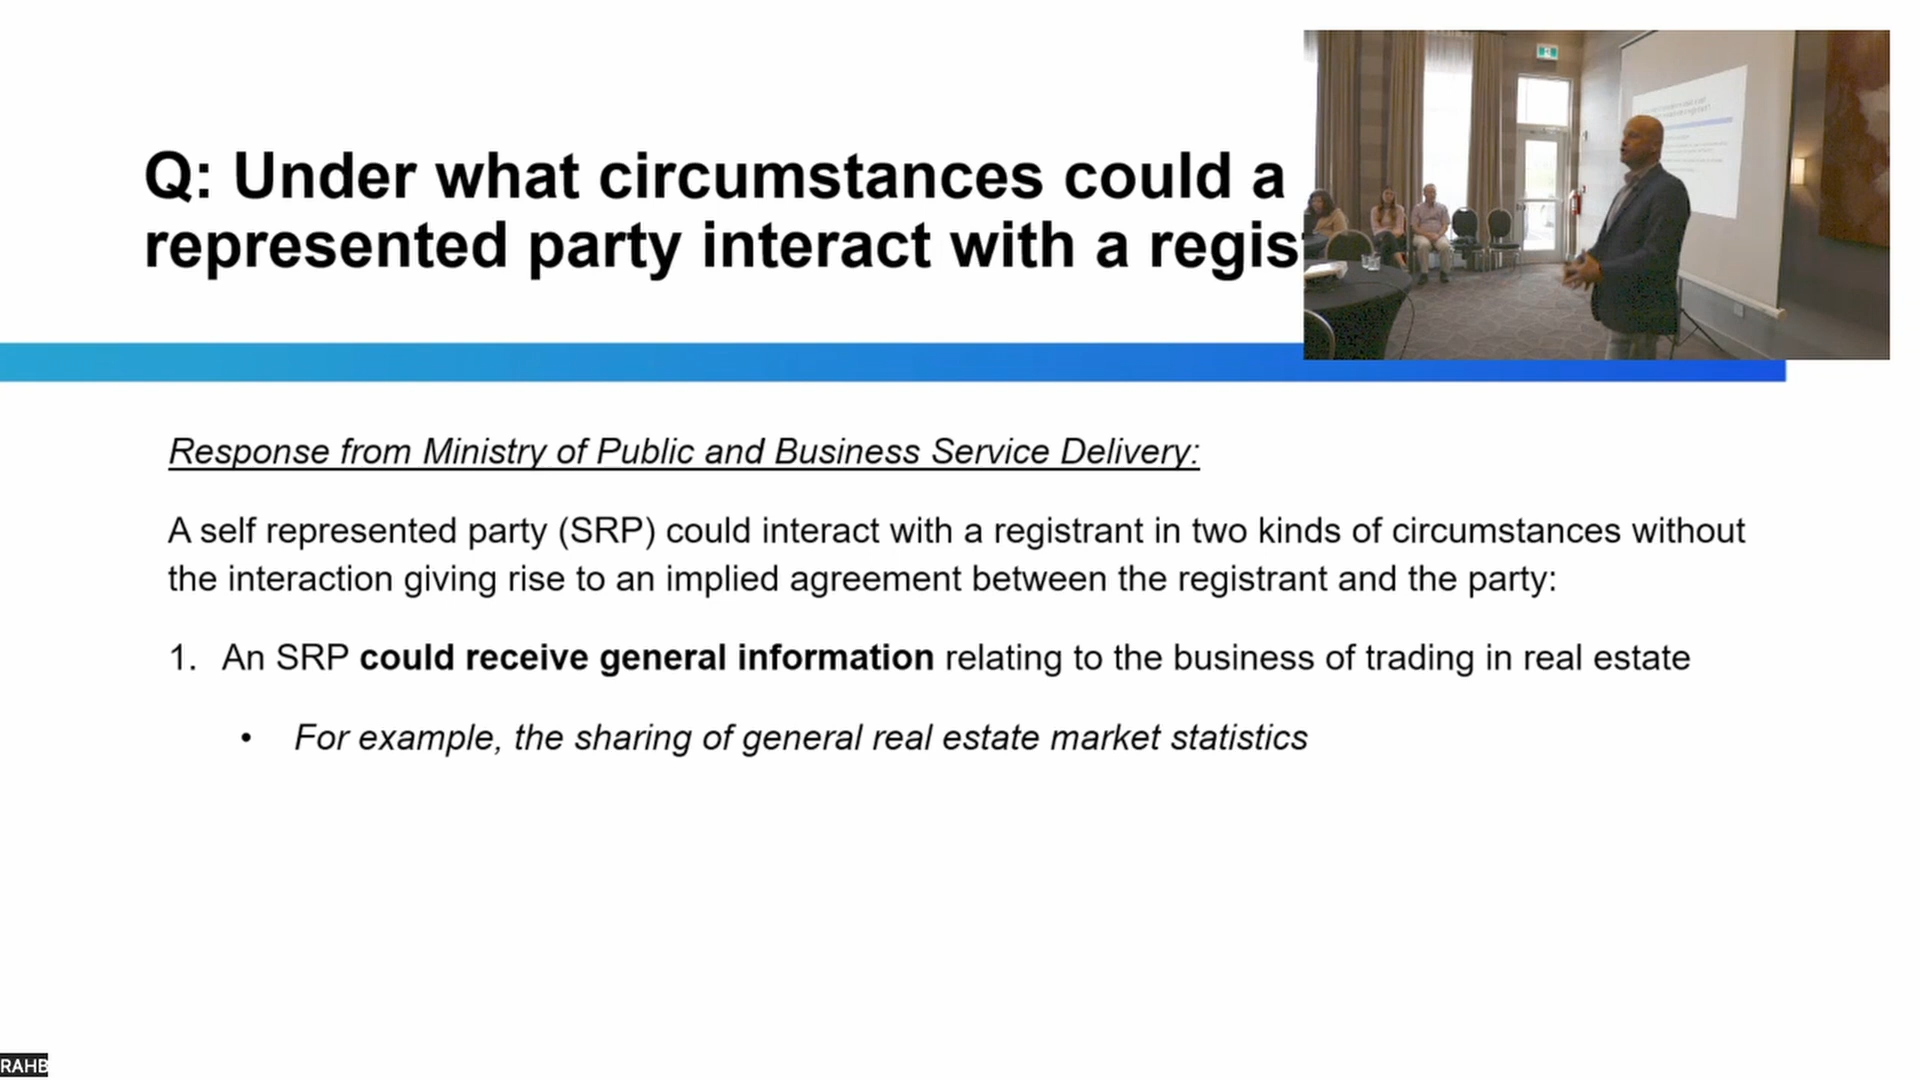 Q: Under what circumstances could a
represented party interact with a regis
Response from Ministry of Public and Business Service Delivery:
A self represented party (SRP) could interact with a registrant in two kinds of circumstances without
the interaction giving rise to an implied agreement between the registrant and the party:
1. An SRP could receive general information relating to the business of trading in real estate
• For example, the sharing of general real estate market statistics
RAHB